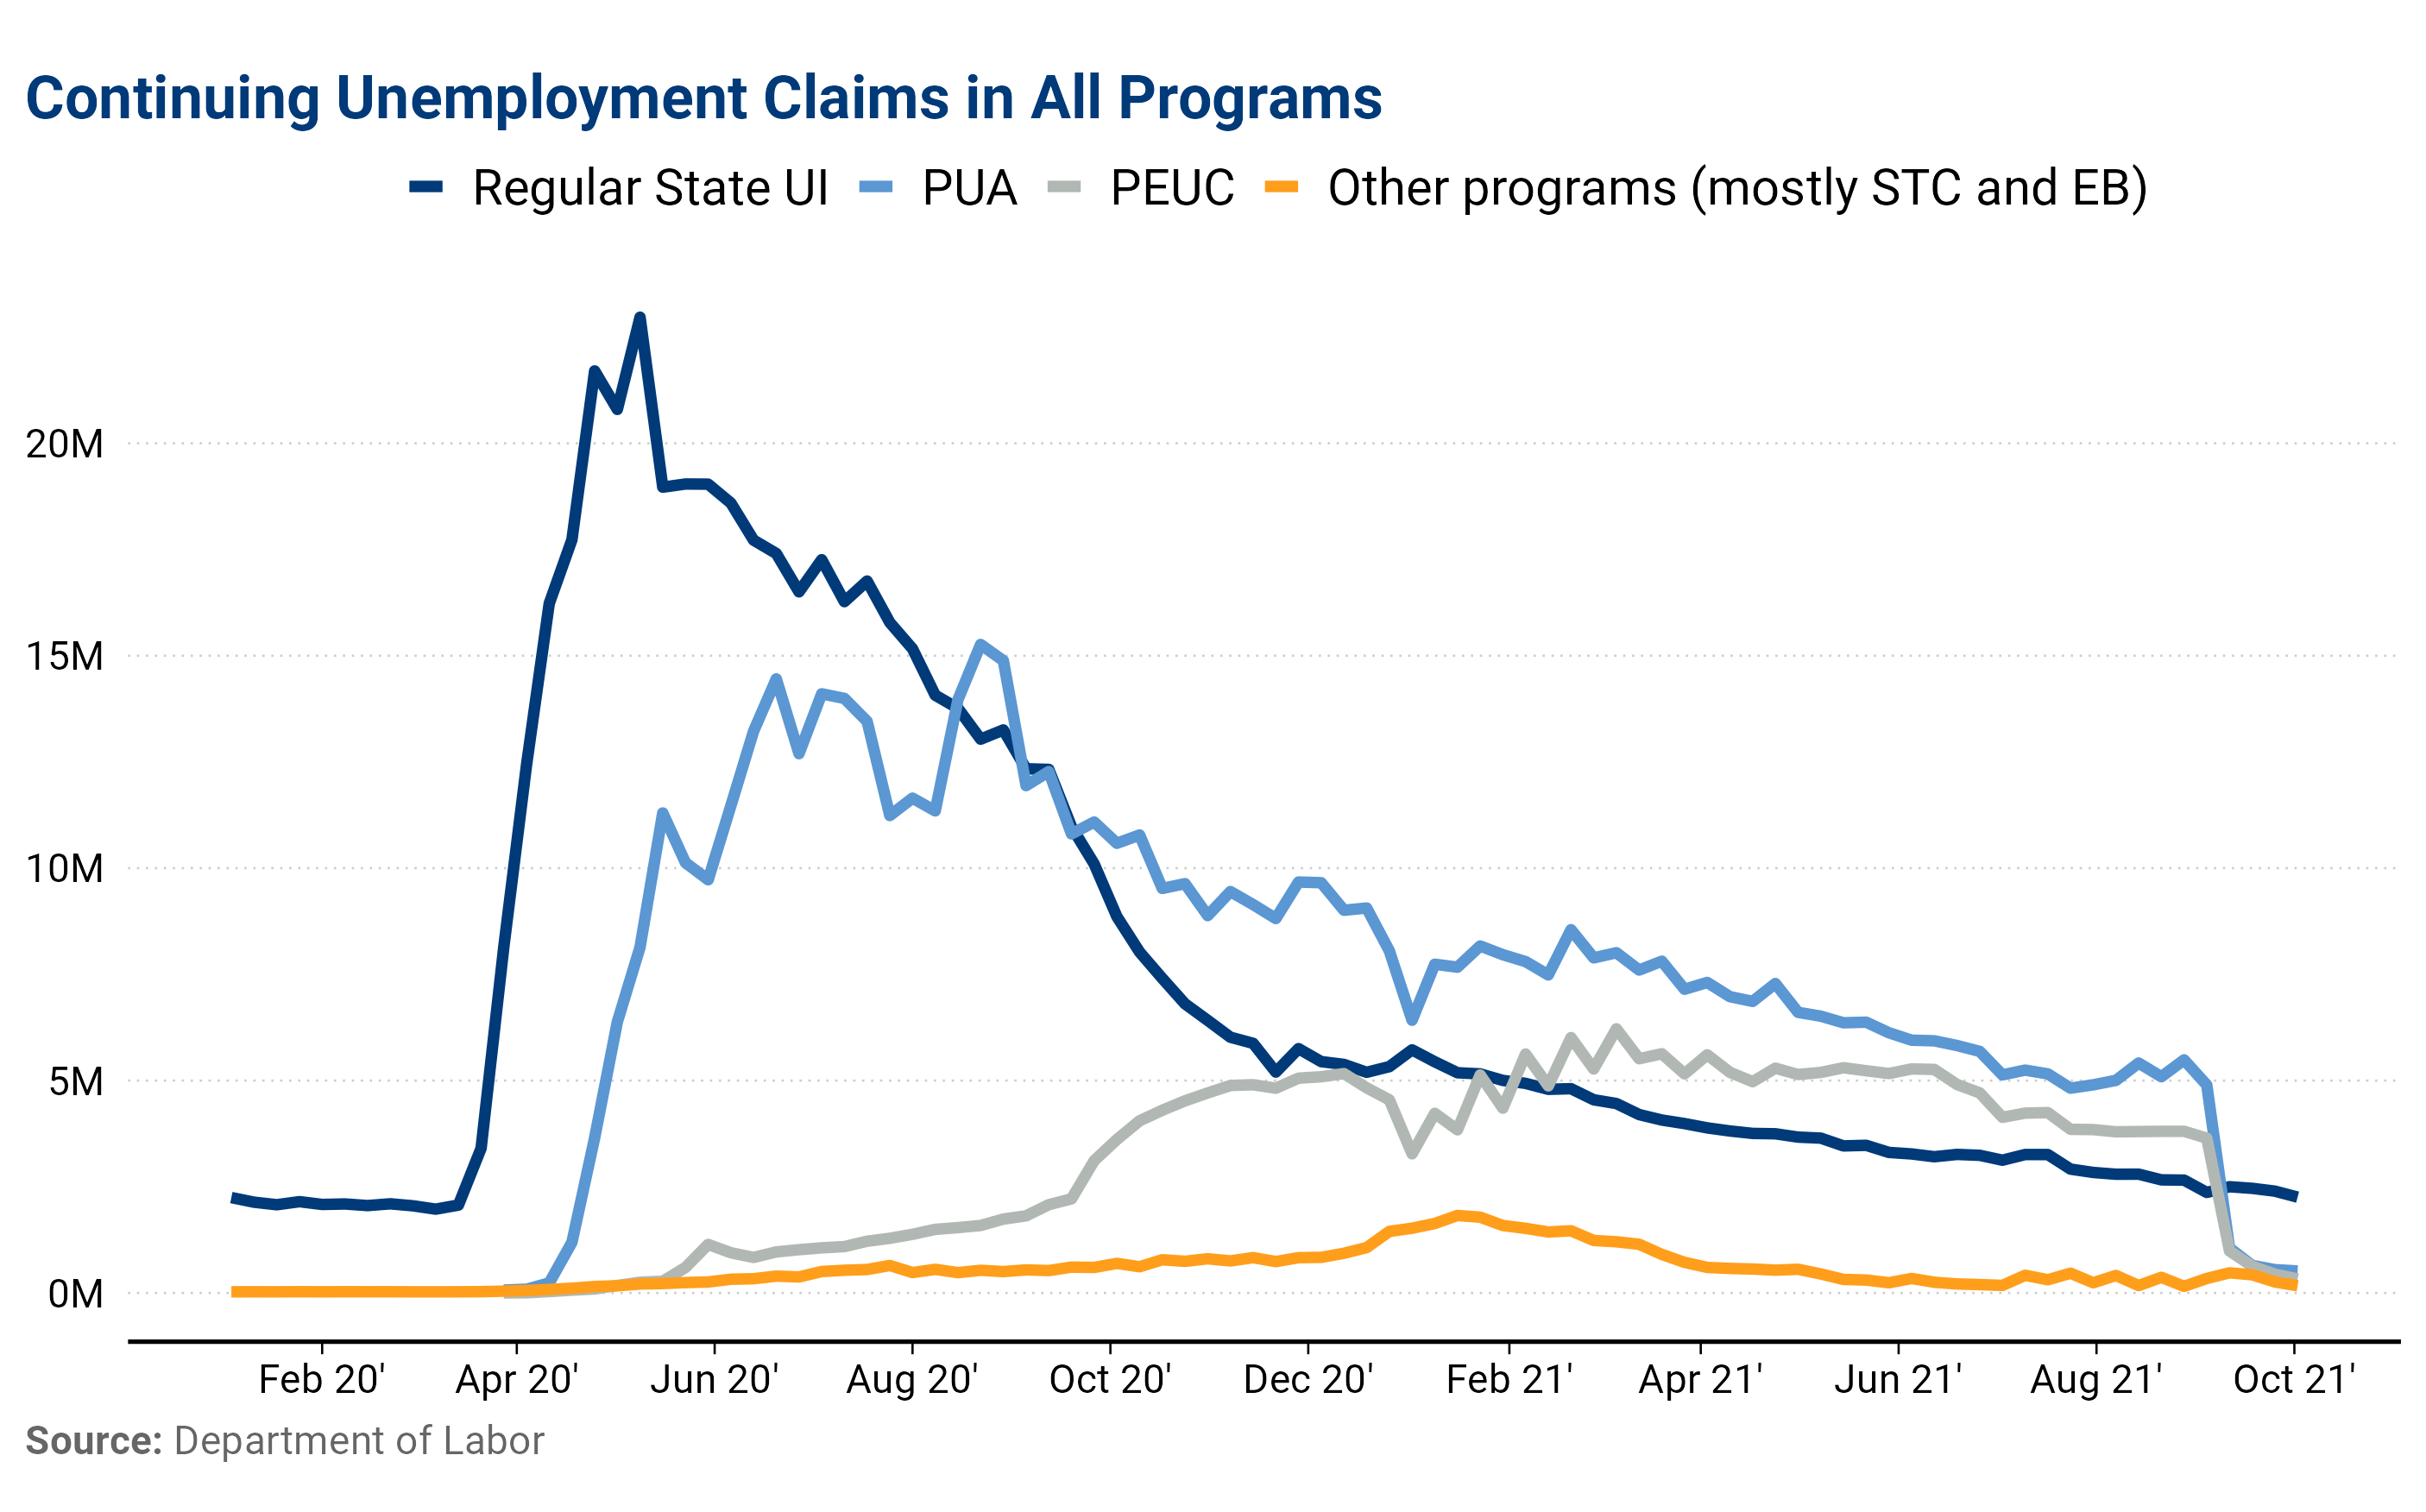 Continuing Unemployment Claims in All Programs
Regular State UI PUA PEUC Other programs (mostly STC and EB)
20M
15M
10M
5M
0M
Feb 20' Apr 20' Jun 20' Aug 20' Oct 20' Dec 20' Feb 21' Apr 21' Jun 21' Aug 21' Oct 21'
Source: Department of Labor